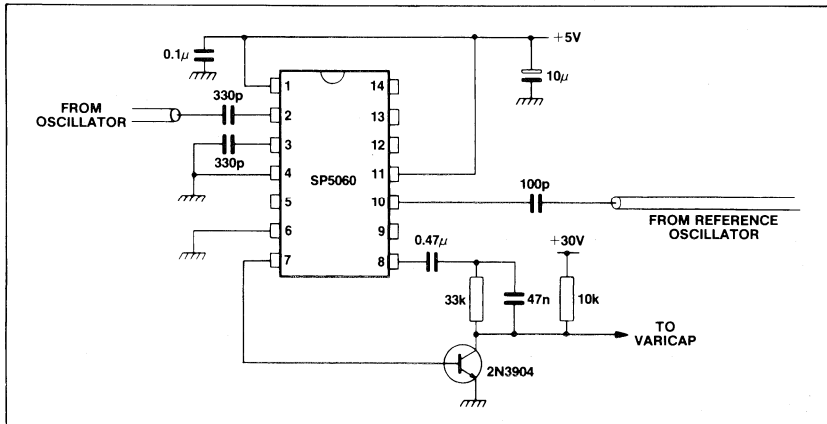 +5V
0.1µ
10µ
1
14
330p
FROM
OSCILLATOR
2
13
3
12
330p
SP5060
4
11
100p
5
10
FROM REFERENCE
OSCILLATOR
6
9
0.47µ
+30V
7
8
33k
47n
10k
TO
VARICAP
2N3904